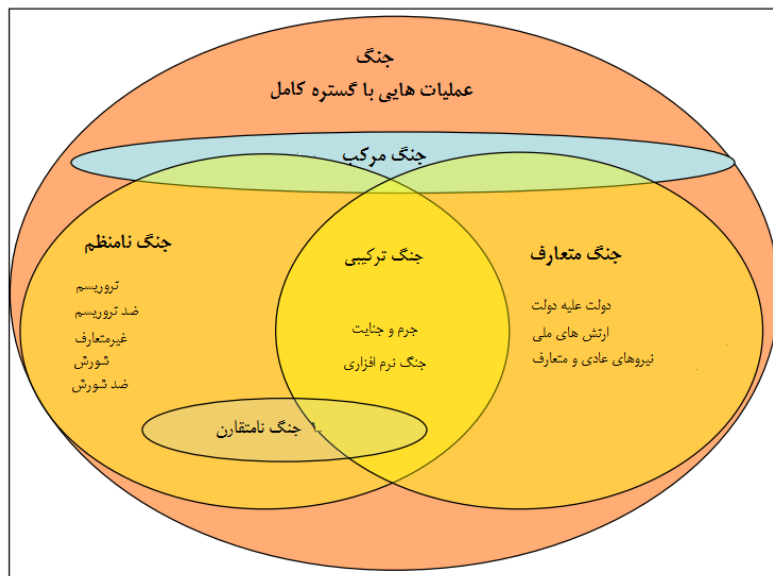 جنگ
عملیات هایی با گستره کامل
جنگ مرکب
جنگ متعارف
دولت علیه دولت
ارتش های ملی
نیروهای عادی و متعارف
جنگ ترکیبی
جرم و جنایت
جنگ نرم افزاری
جنگ نامنظم
تروریسم
ضد تروریسم
غیرمتعارف
شورش
ضد شورش
جنگ نامتقارن